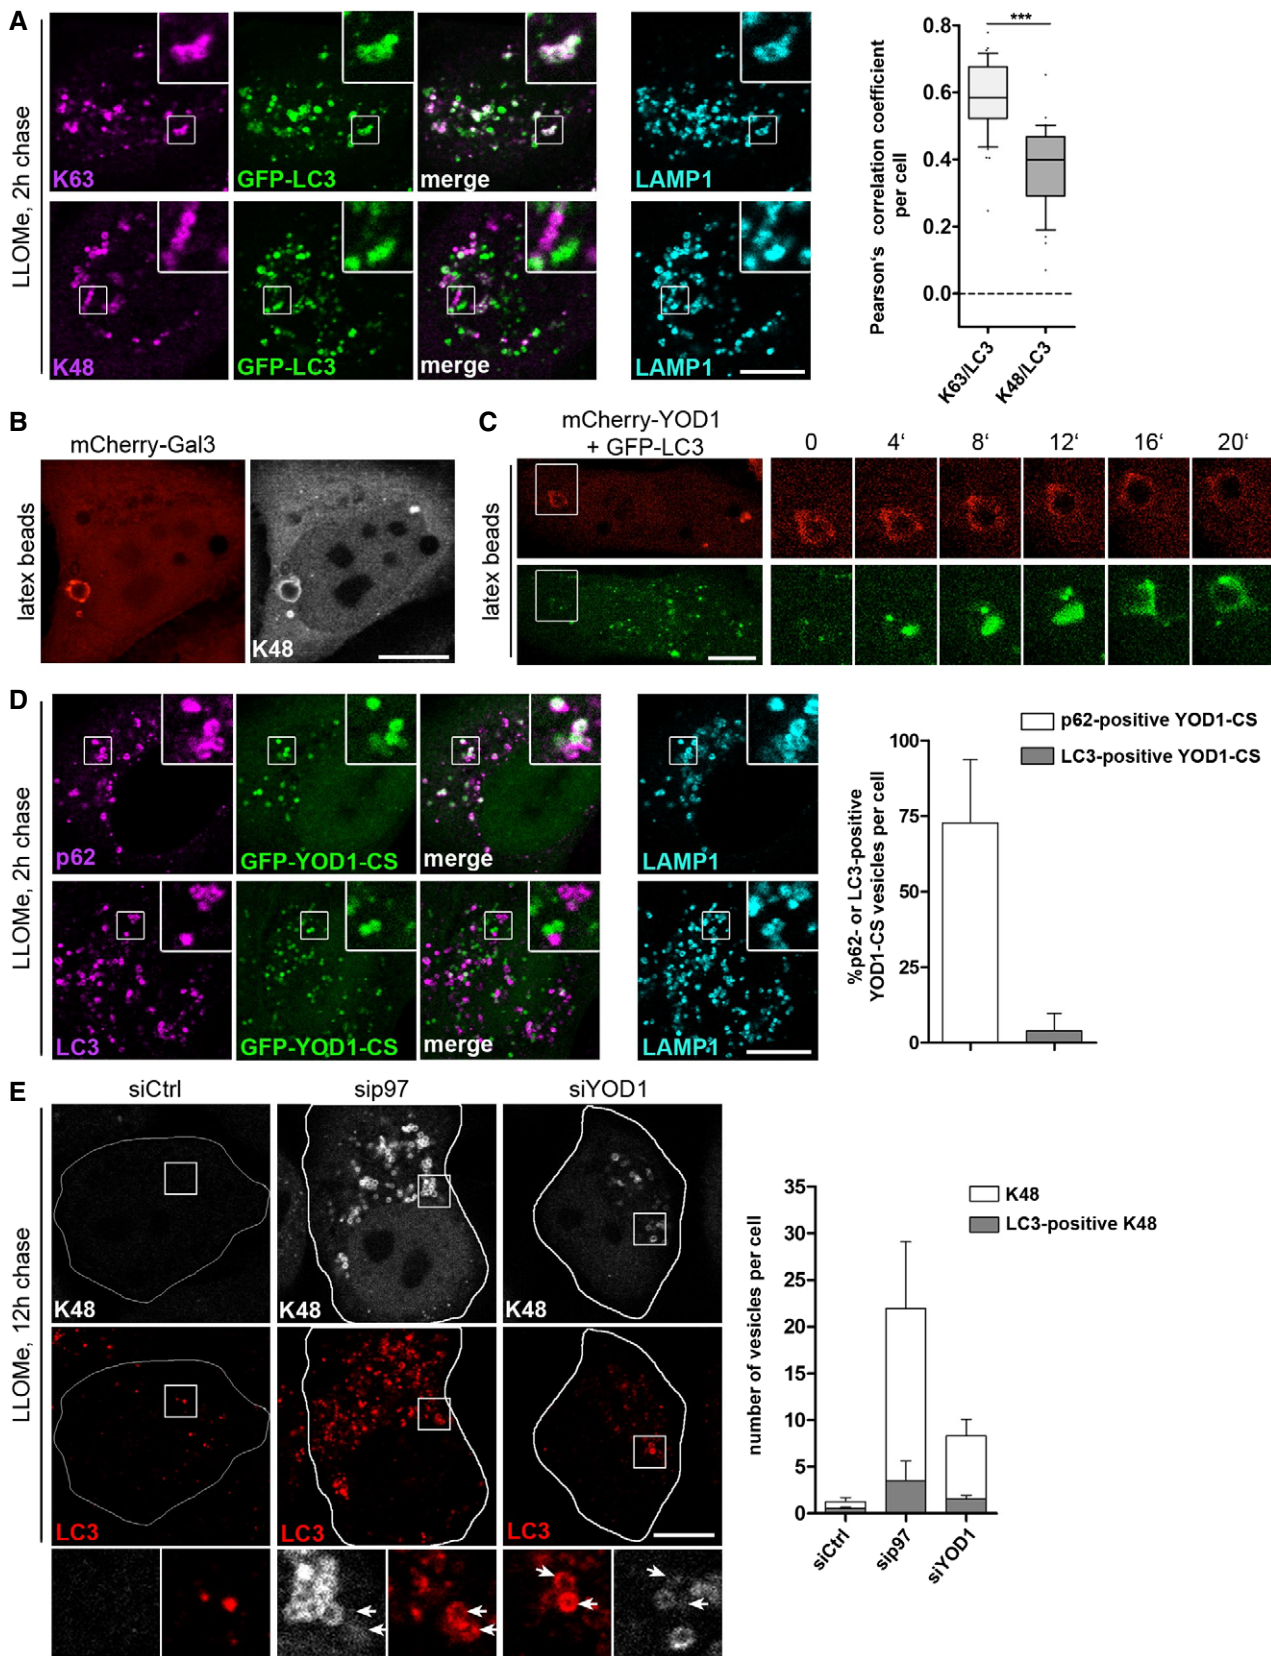 A
LLOMe, 2h chase
K63
GFP-LC3
merge
LAMP1
K48
GFP-LC3
merge
LAMP1
Pearson‘s correlation coefficient
per cell
0.8
0.6
0.4
0.2
0.0
***
K63/LC3
K48/LC3
B
mCherry-Gal3
latex beads
K48
C
mCherry-YOD1
+ GFP-LC3
0 4‘ 8‘ 12‘ 16‘ 20‘
latex beads
D
LLOMe, 2h chase
p62
GFP-YOD1-CS
merge
LAMP1
LC3
GFP-YOD1-CS
merge
LAMP1
%p62- or LC3-positive
YOD1-CS vesicles per cell
100
75
50
25
0
p62-positive YOD1-CS
LC3-positive YOD1-CS
E
siCtrl
sip97
siYOD1
LLOMe, 12h chase
K48
K48
K48
LC3
LC3
LC3
number of vesicles per cell
35
30
25
20
15
10
5
0
K48
LC3-positive K48
siCtrl
sip97
siYOD1